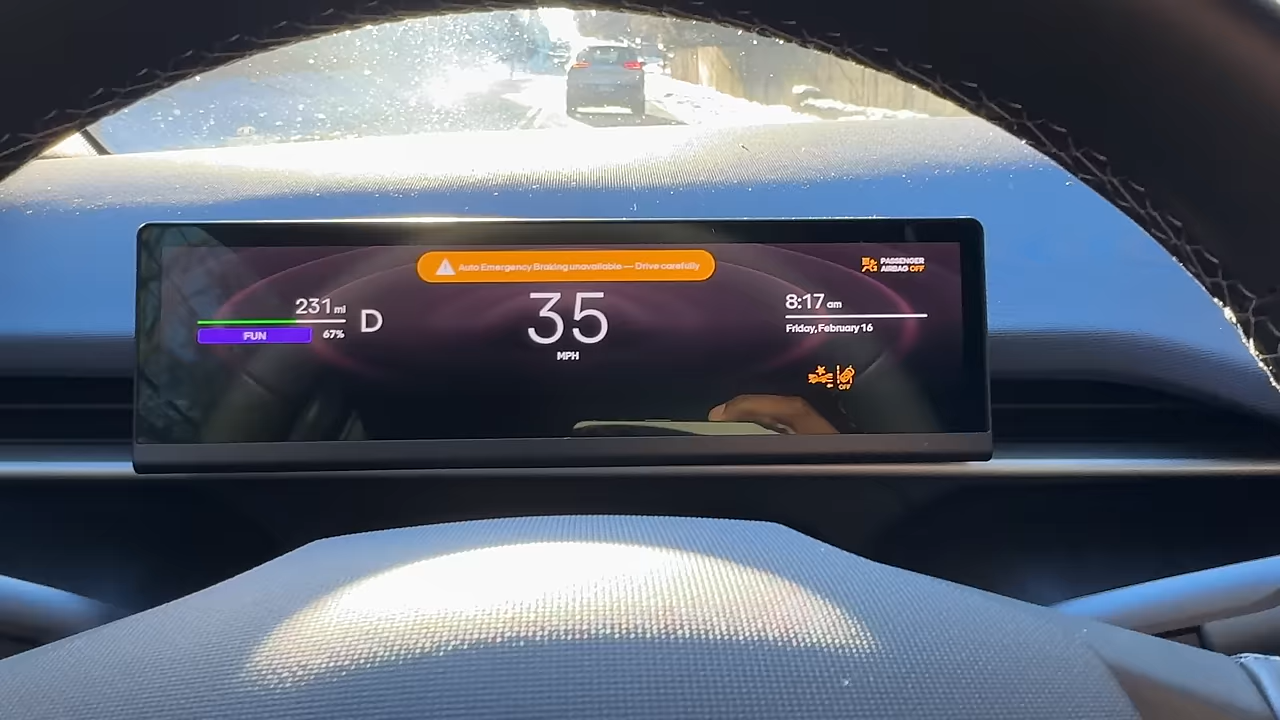 Auto Emergency Braking unavailable — Drive carefully
PASSENGER
AIRBAG OFF
231 mi
FUN
67%
D
35
MPH
8:17 am
Friday, February 16
OFF